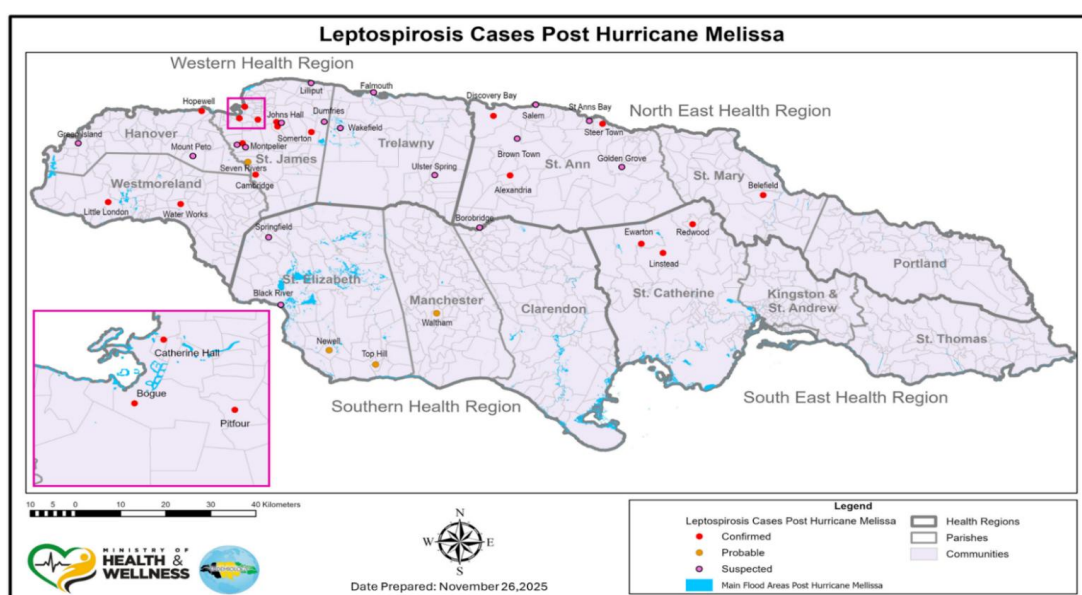 Leptospirosis Cases Post Hurricane Melissa
Western Health Region
Hopewell
Lilliput
Falmouth
Discovery Bay
St Anns Bay
North East Health Region
Green Island
Hanover
Mount Peto
Johns Hall
Dumfries
Wakefield
Somerton
Montpelier
St. James
Seven Rivers
Cambridge
Trelawny
Ulster Spring
Salem
Steer Town
Brown Town
St. Ann
Golden Grove
Alexandria
St. Mary
Belefield
Westmoreland
Little London
Water Works
Springfield
Borobridge
Ewarton
Redwood
Linstead
Portland
St. Elizabeth
Black River
Manchester
Waltham
Clarendon
St. Catherine
Kingston &
St. Andrew
St. Thomas
Newell
Top Hill
Southern Health Region
South East Health Region
Catherine Hall
Bogue
Pitfour
10 5 0 10 20 30 40 Kilometers
MINISTRY OF
HEALTH &
WELLNESS
N
W E
S
Date Prepared: November 26,2025
Legend
Leptospirosis Cases Post Hurricane Melissa
Confirmed
Probable
Suspected
Main Flood Areas Post Hurricane Mellissa
Health Regions
Parishes
Communities